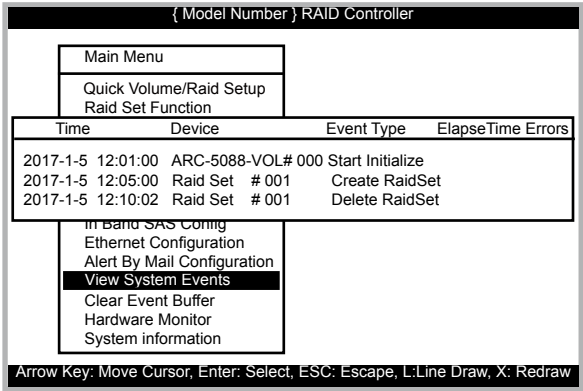 { Model Number } RAID Controller
Main Menu
Quick Volume/Raid Setup
Raid Set Function
Time Device Event Type ElapseTime Errors
2017-1-5 12:01:00 ARC-5088-VOL# 000 Start Initialize
2017-1-5 12:05:00 Raid Set # 001 Create RaidSet
2017-1-5 12:10:02 Raid Set # 001 Delete RaidSet
In Band SAS Config
Ethernet Configuration
Alert By Mail Configuration
View System Events
Clear Event Buffer
Hardware Monitor
System information
Arrow Key: Move Cursor, Enter: Select, ESC: Escape, L:Line Draw, X: Redraw